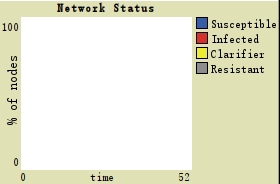 Network Status
100
% of nodes
0
0 time 52
Susceptible
Infected
Clarifier
Resistant